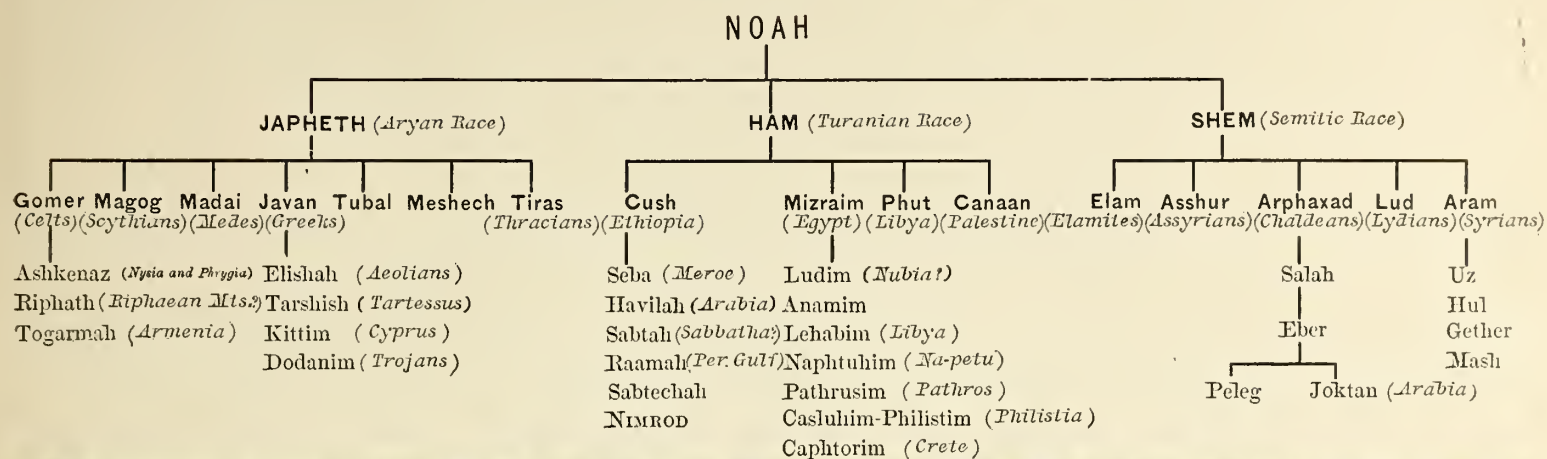 NOAH
JAPHETH (Aryan Race) HAM (Turanian Race) SHEM (Semitic Race)
Gomer Magog Madai Javan Tubal Meshech Tiras Cush Mizraim Phut Canaan Elam Asshur Arphaxad Lud Aram
(Celts) (Scythians) (Medes) (Greeks) (Thracians) (Ethiopia) (Egypt) (Libya) (Palestine) (Elamites) (Assyrians) (Chaldeans) (Lydians) (Syrians)
Ashkenaz (Nysia and Phrygia) Elishah (Aeolians) Seba (Meroe) Ludim (Nubia?) Salah Uz
Riphath (Riphaean Mts.?) Tarshish (Tartessus) Havilah (Arabia) Anamim Hul
Togarmah (Armenia) Kittim (Cyprus) Sabtah (Sabbatha?) Lehabim (Libya) Eber Gether
Dodanim (Trojans) Raamah (Per. Gulf) Naphtuhim (Na-petu) Mash
Sabtechah Pathrusim (Pathros) Peleg Joktan (Arabia)
NIMROD Casluhim-Philistim (Philistia)
Caphtorim (Crete)